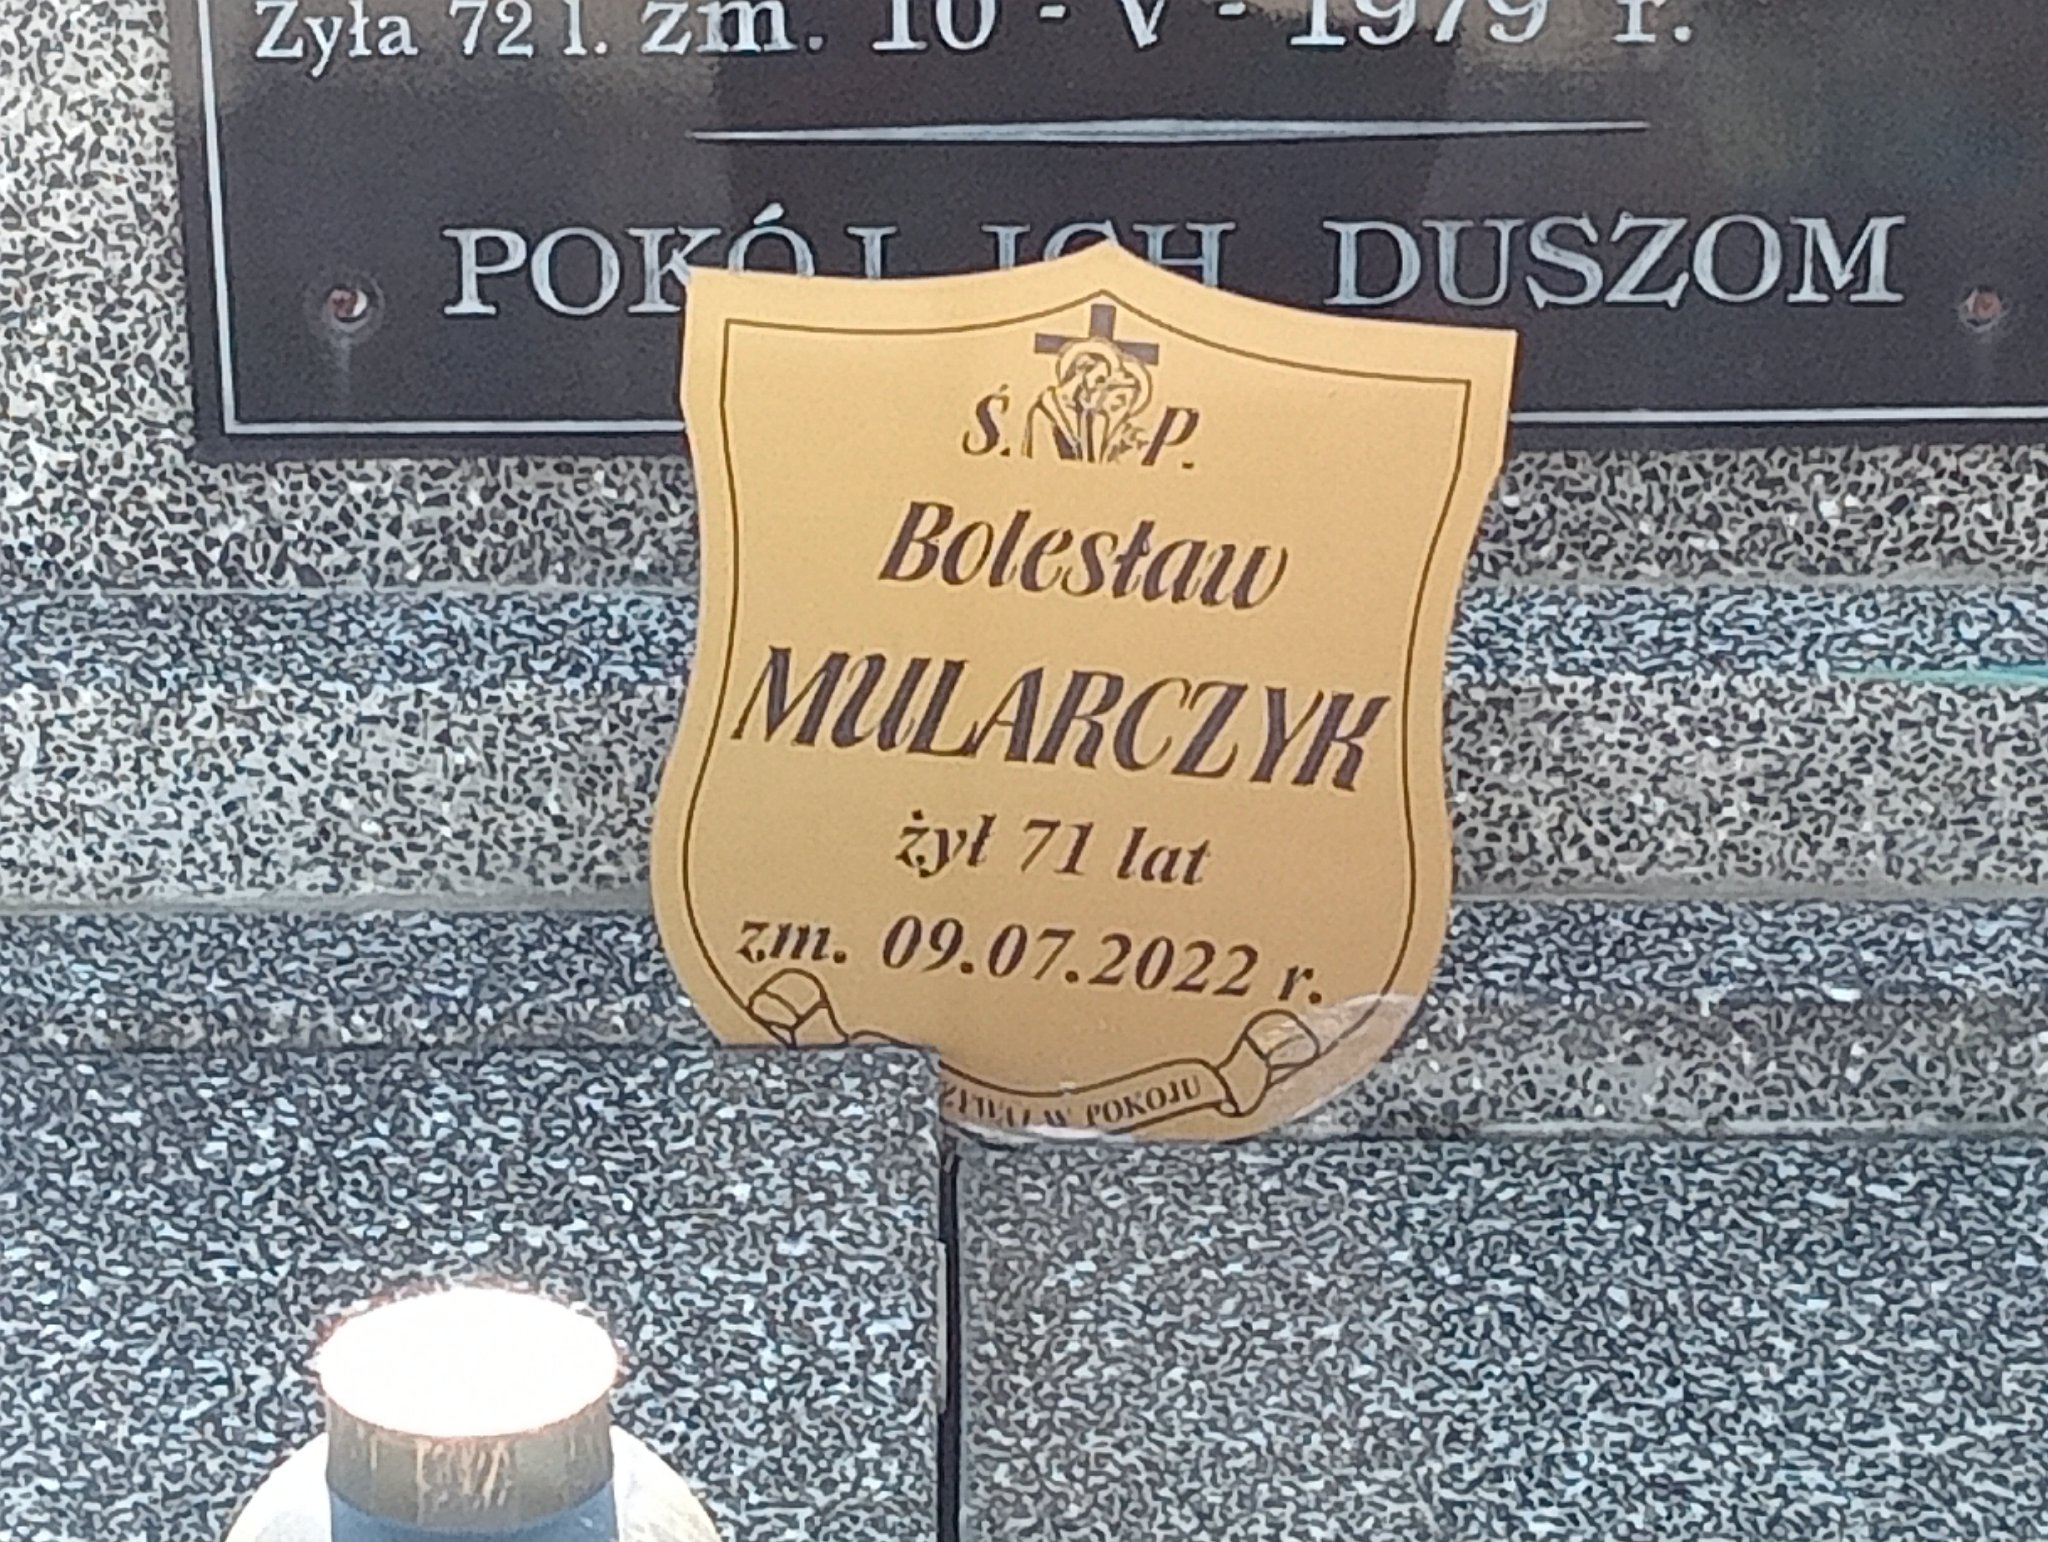 Żyła 72 l. zm. 10 - V - 1979 r.
POKÓJ ICH DUSZOM
Ś. P.
Bolesław
MULARCZYK
żył 71 lat
zm. 09.07.2022 r.
W POKOJU